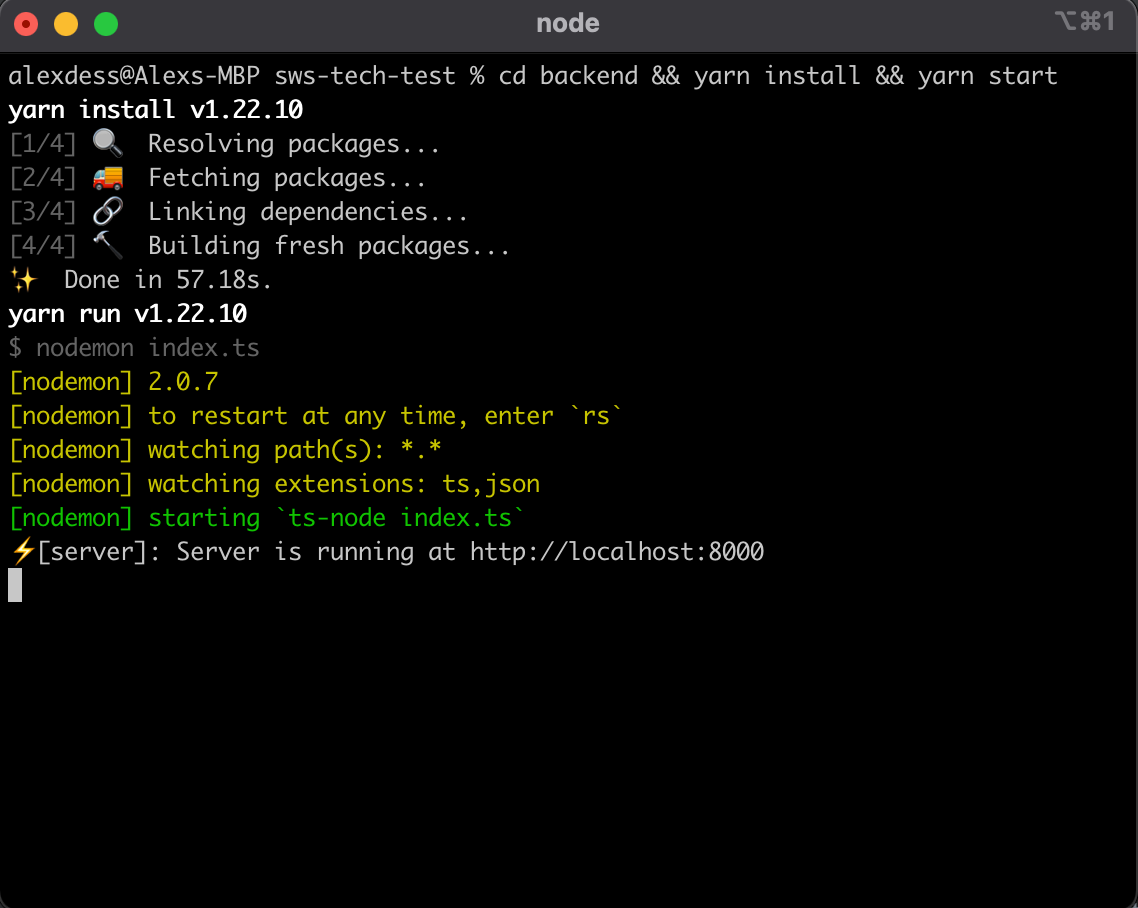 node
⌥⌘1
alexdess@Alexs-MBP sws-tech-test % cd backend && yarn install && yarn start
yarn install v1.22.10
[1/4] 🔍  Resolving packages...
[2/4] 🚚  Fetching packages...
[3/4] 🔗  Linking dependencies...
[4/4] 🔨  Building fresh packages...
✨  Done in 57.18s.
yarn run v1.22.10
$ nodemon index.ts
[nodemon] 2.0.7
[nodemon] to restart at any time, enter `rs`
[nodemon] watching path(s): *.*
[nodemon] watching extensions: ts,json
[nodemon] starting `ts-node index.ts`
⚡️[server]: Server is running at http://localhost:8000